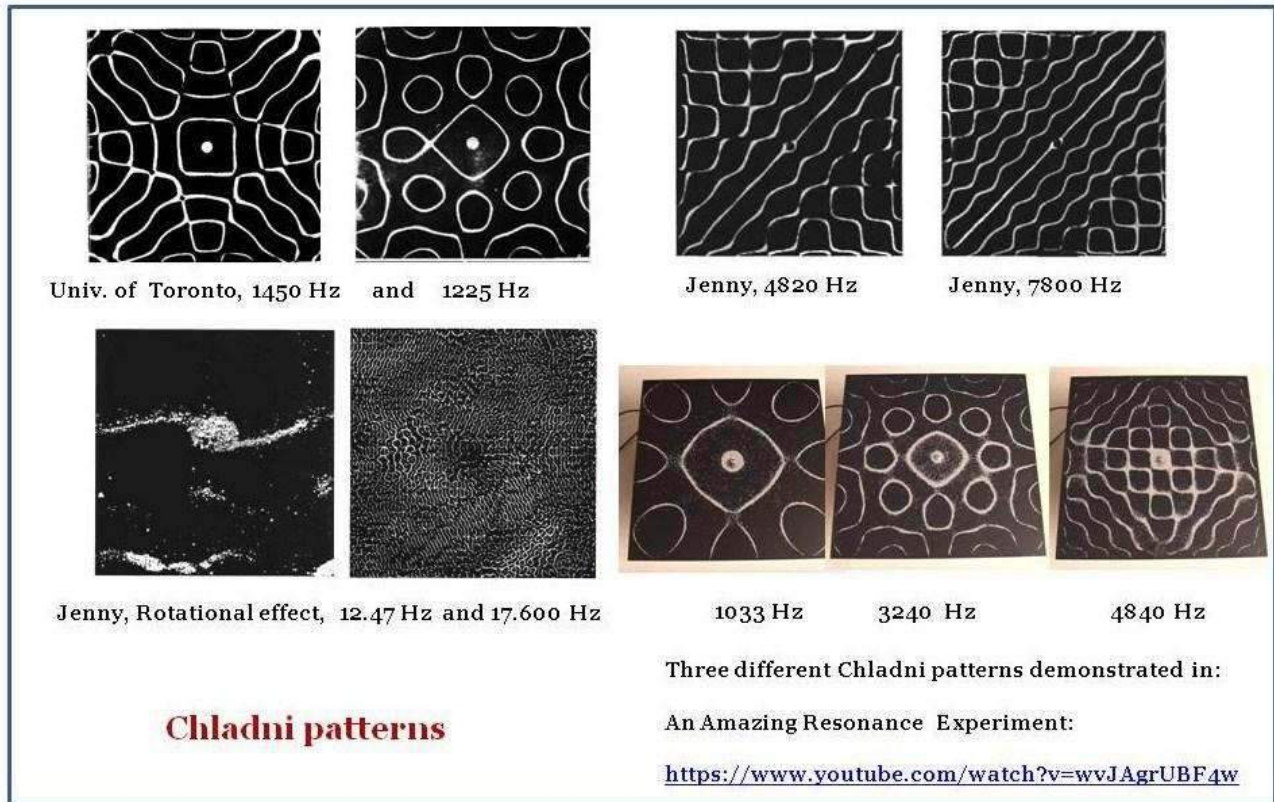 Univ. of Toronto, 1450 Hz and 1225 Hz
Jenny, 4820 Hz
Jenny, 7800 Hz
Jenny, Rotational effect, 12.47 Hz and 17.600 Hz
1033 Hz
3240 Hz
4840 Hz
Three different Chladni patterns demonstrated in:
An Amazing Resonance Experiment:
https://www.youtube.com/watch?v=wvJAgrUBF4w
Chladni patterns